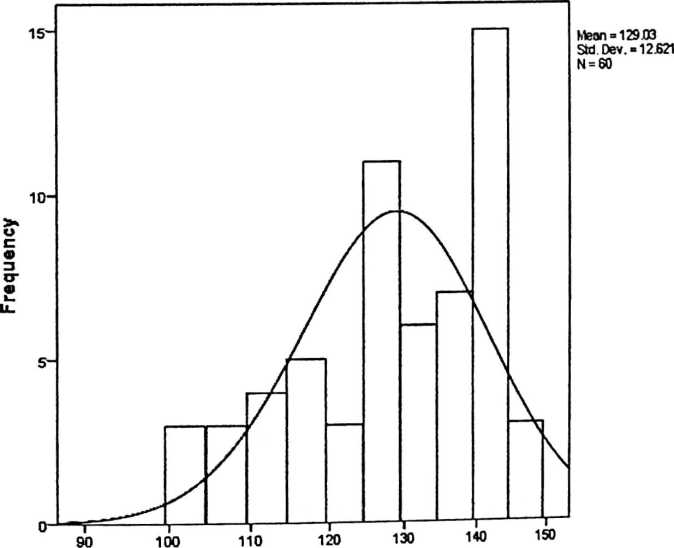 Mean = 129.03
Std. Dev. = 12.621
N = 60
15
10
5
0
Frequency
90 100 110 120 130 140 150